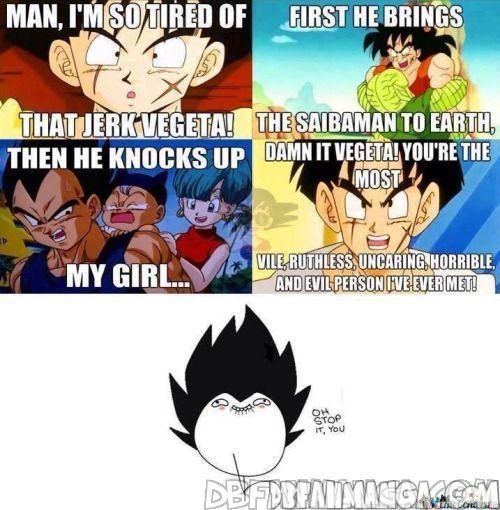 MAN, I'M SO TIRED OF
THAT JERK VEGETA!
FIRST HE BRINGS
THE SAIBAMAN TO EARTH,
THEN HE KNOCKS UP
MY GIRL...
DAMN IT VEGETA! YOU'RE THE
MOST
VILE, RUTHLESS, UNCARING, HORRIBLE,
AND EVIL PERSON I'VE EVER MET!
OH
STOP
IT, YOU